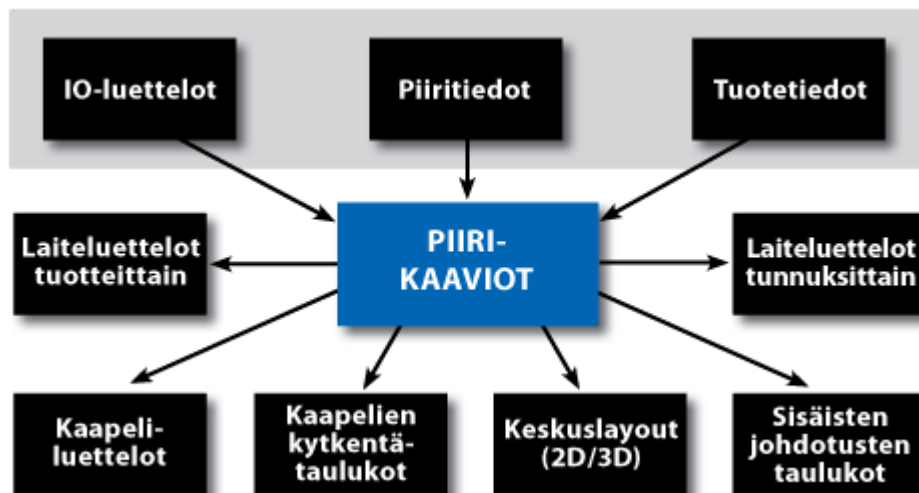 IO-luettelot
Piiritiedot
Tuotetiedot
PIIRI-
KAAVIOT
Laiteluettelot
tuotteittain
Laiteluettelot
tunnuksittain
Kaapeli-
luettelot
Kaapelien
kytkentä-
taulukot
Keskuslayout
(2D/3D)
Sisäisten
johdotusten
taulukot